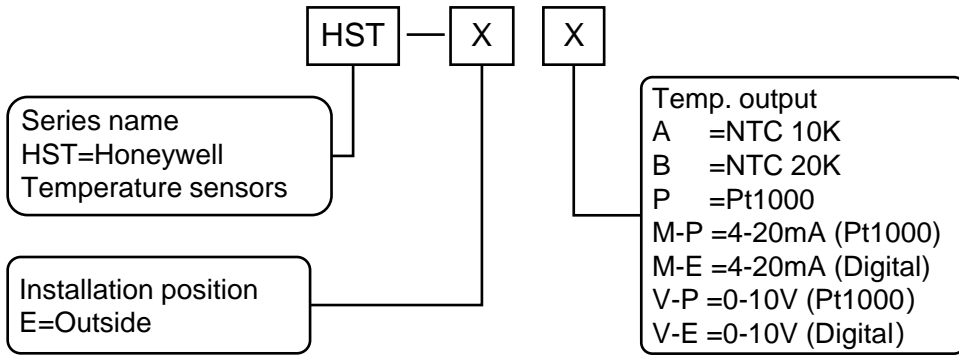 HST — X X
Series name
HST=Honeywell
Temperature sensors
Installation position
E=Outside
Temp. output
A =NTC 10K
B =NTC 20K
P =Pt1000
M-P =4-20mA (Pt1000)
M-E =4-20mA (Digital)
V-P =0-10V (Pt1000)
V-E =0-10V (Digital)